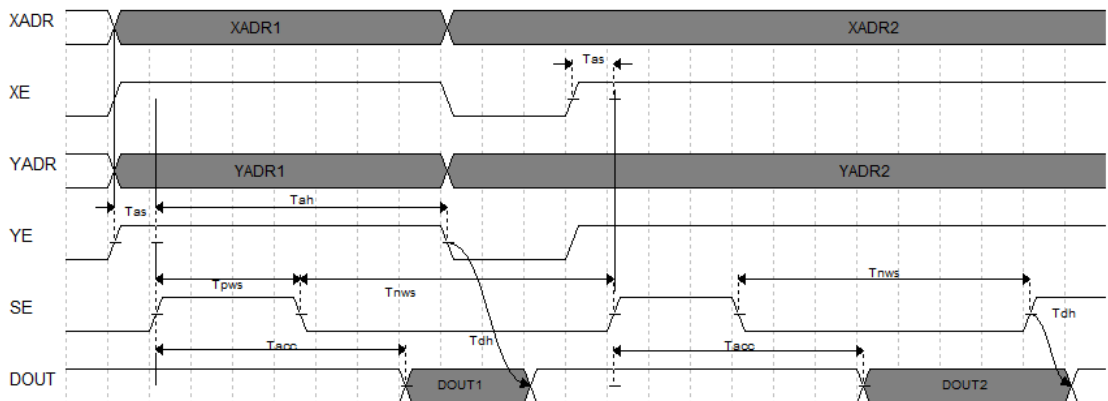 XADR XADR1 XADR2
Tas
XE
YADR YADR1 YADR2
Tas Tah
YE
Tpws Tnws Tnws
SE
Tacc Tdh Tacc Tdh
DOUT DOUT1 DOUT2